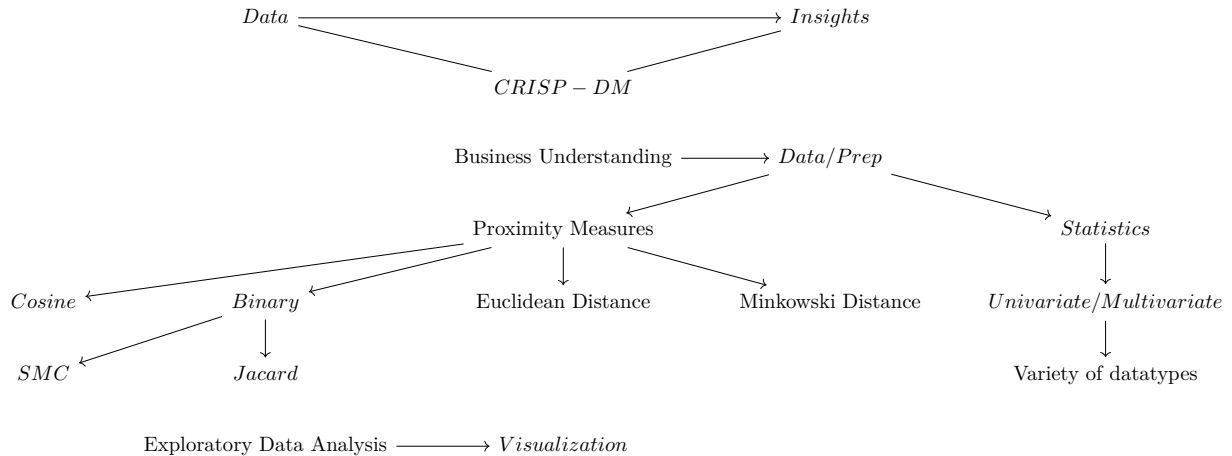 Data Insights
CRISP − DM
Business Understanding Data/Prep
Proximity Measures Statistics
Cosine Binary Euclidean Distance Minkowski Distance Univariate/Multivariate
SMC Jacard Variety of datatypes
Exploratory Data Analysis Visualization